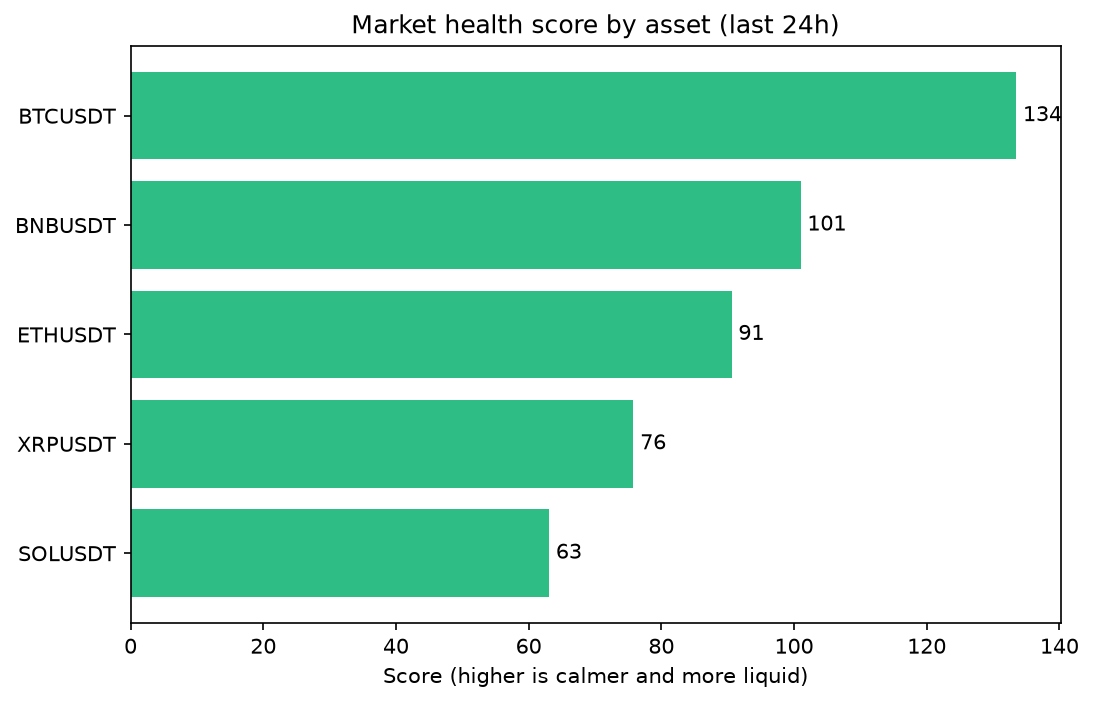 Market health score by asset (last 24h)
BTCUSDT
134
BNBUSDT
101
ETHUSDT
91
XRPUSDT
76
SOLUSDT
63
0 20 40 60 80 100 120 140
Score (higher is calmer and more liquid)